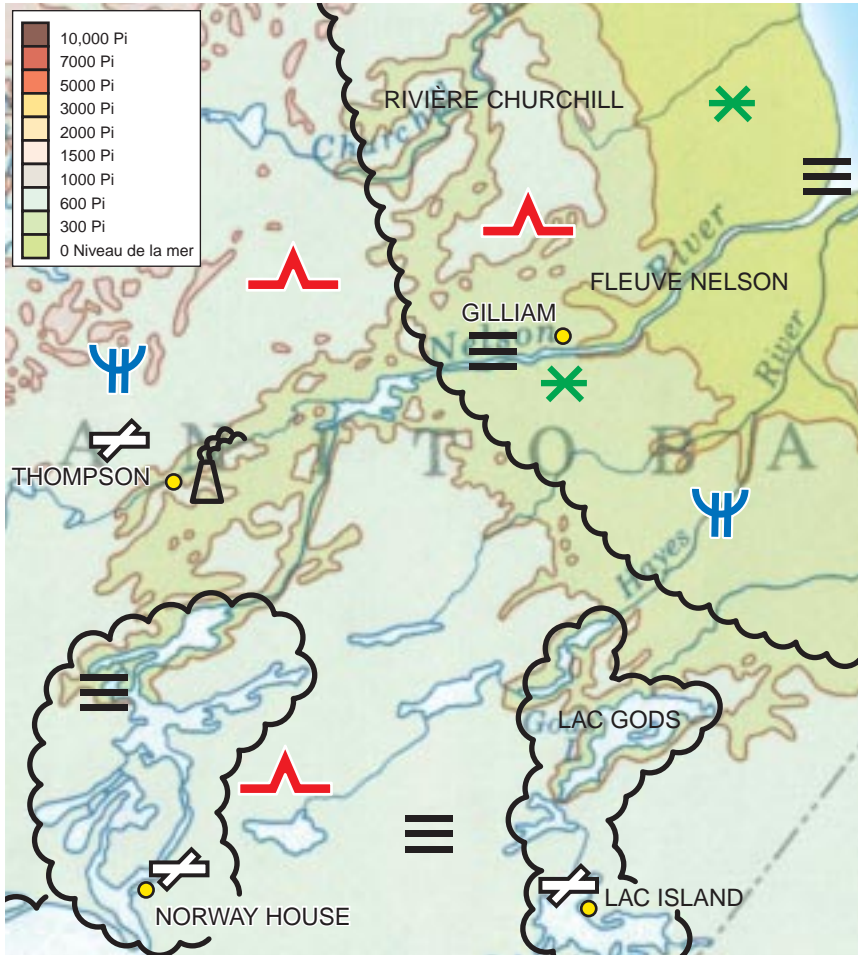 10,000 Pi
7000 Pi
5000 Pi
3000 Pi
2000 Pi
1500 Pi
1000 Pi
600 Pi
300 Pi
0 Niveau de la mer
RIVIÈRE CHURCHILL
Churchill
River
FLEUVE NELSON
GILLIAM
Nelson
River
A N I T O B A
THOMPSON
Hayes
LAC GODS
LAC ISLAND
NORWAY HOUSE